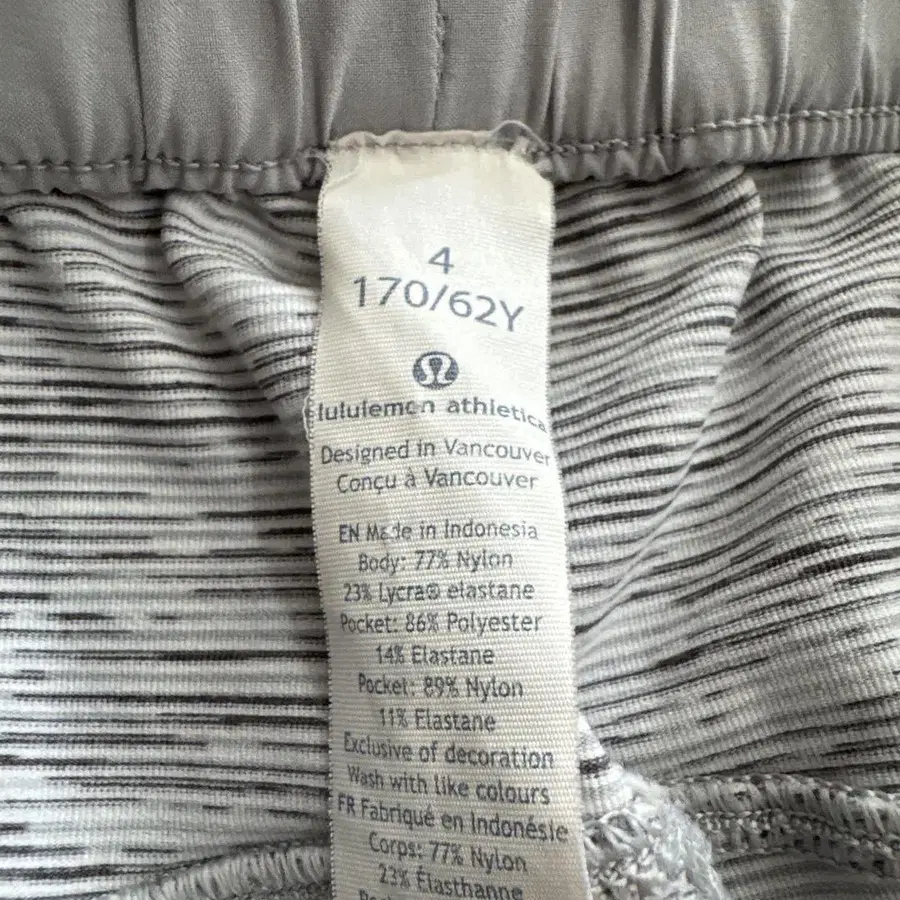 4
170/62Y
lululemon athletica
Designed in Vancouver
Conçu à Vancouver
EN Made in Indonesia
Body: 77% Nylon
23% Lycra® elastane
Pocket: 86% Polyester
14% Elastane
Pocket: 89% Nylon
11% Elastane
Exclusive of decoration
Wash with like colours
FR Fabriqué en Indonésie
Corps: 77% Nylon
23% Élasthanne